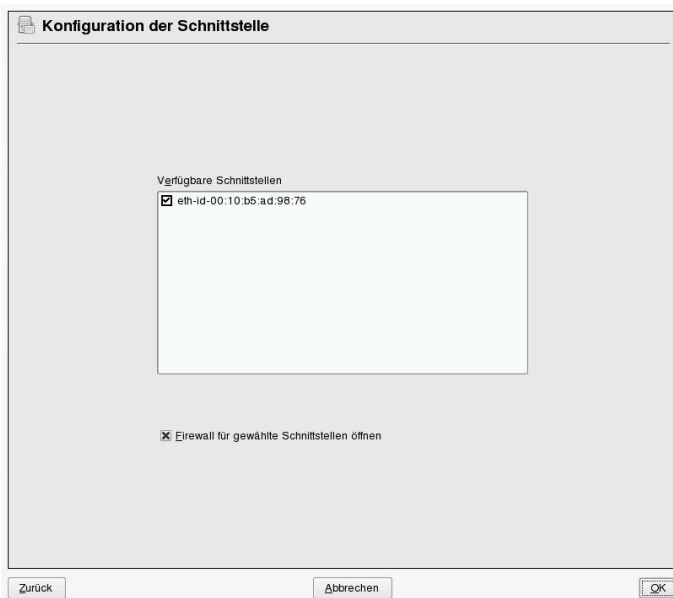 Konfiguration der Schnittstelle
Verfügbare Schnittstellen
eth-id-00:10:b5:ad:98:76
Firewall für gewählte Schnittstellen öffnen
Zurück
Abbrechen
OK